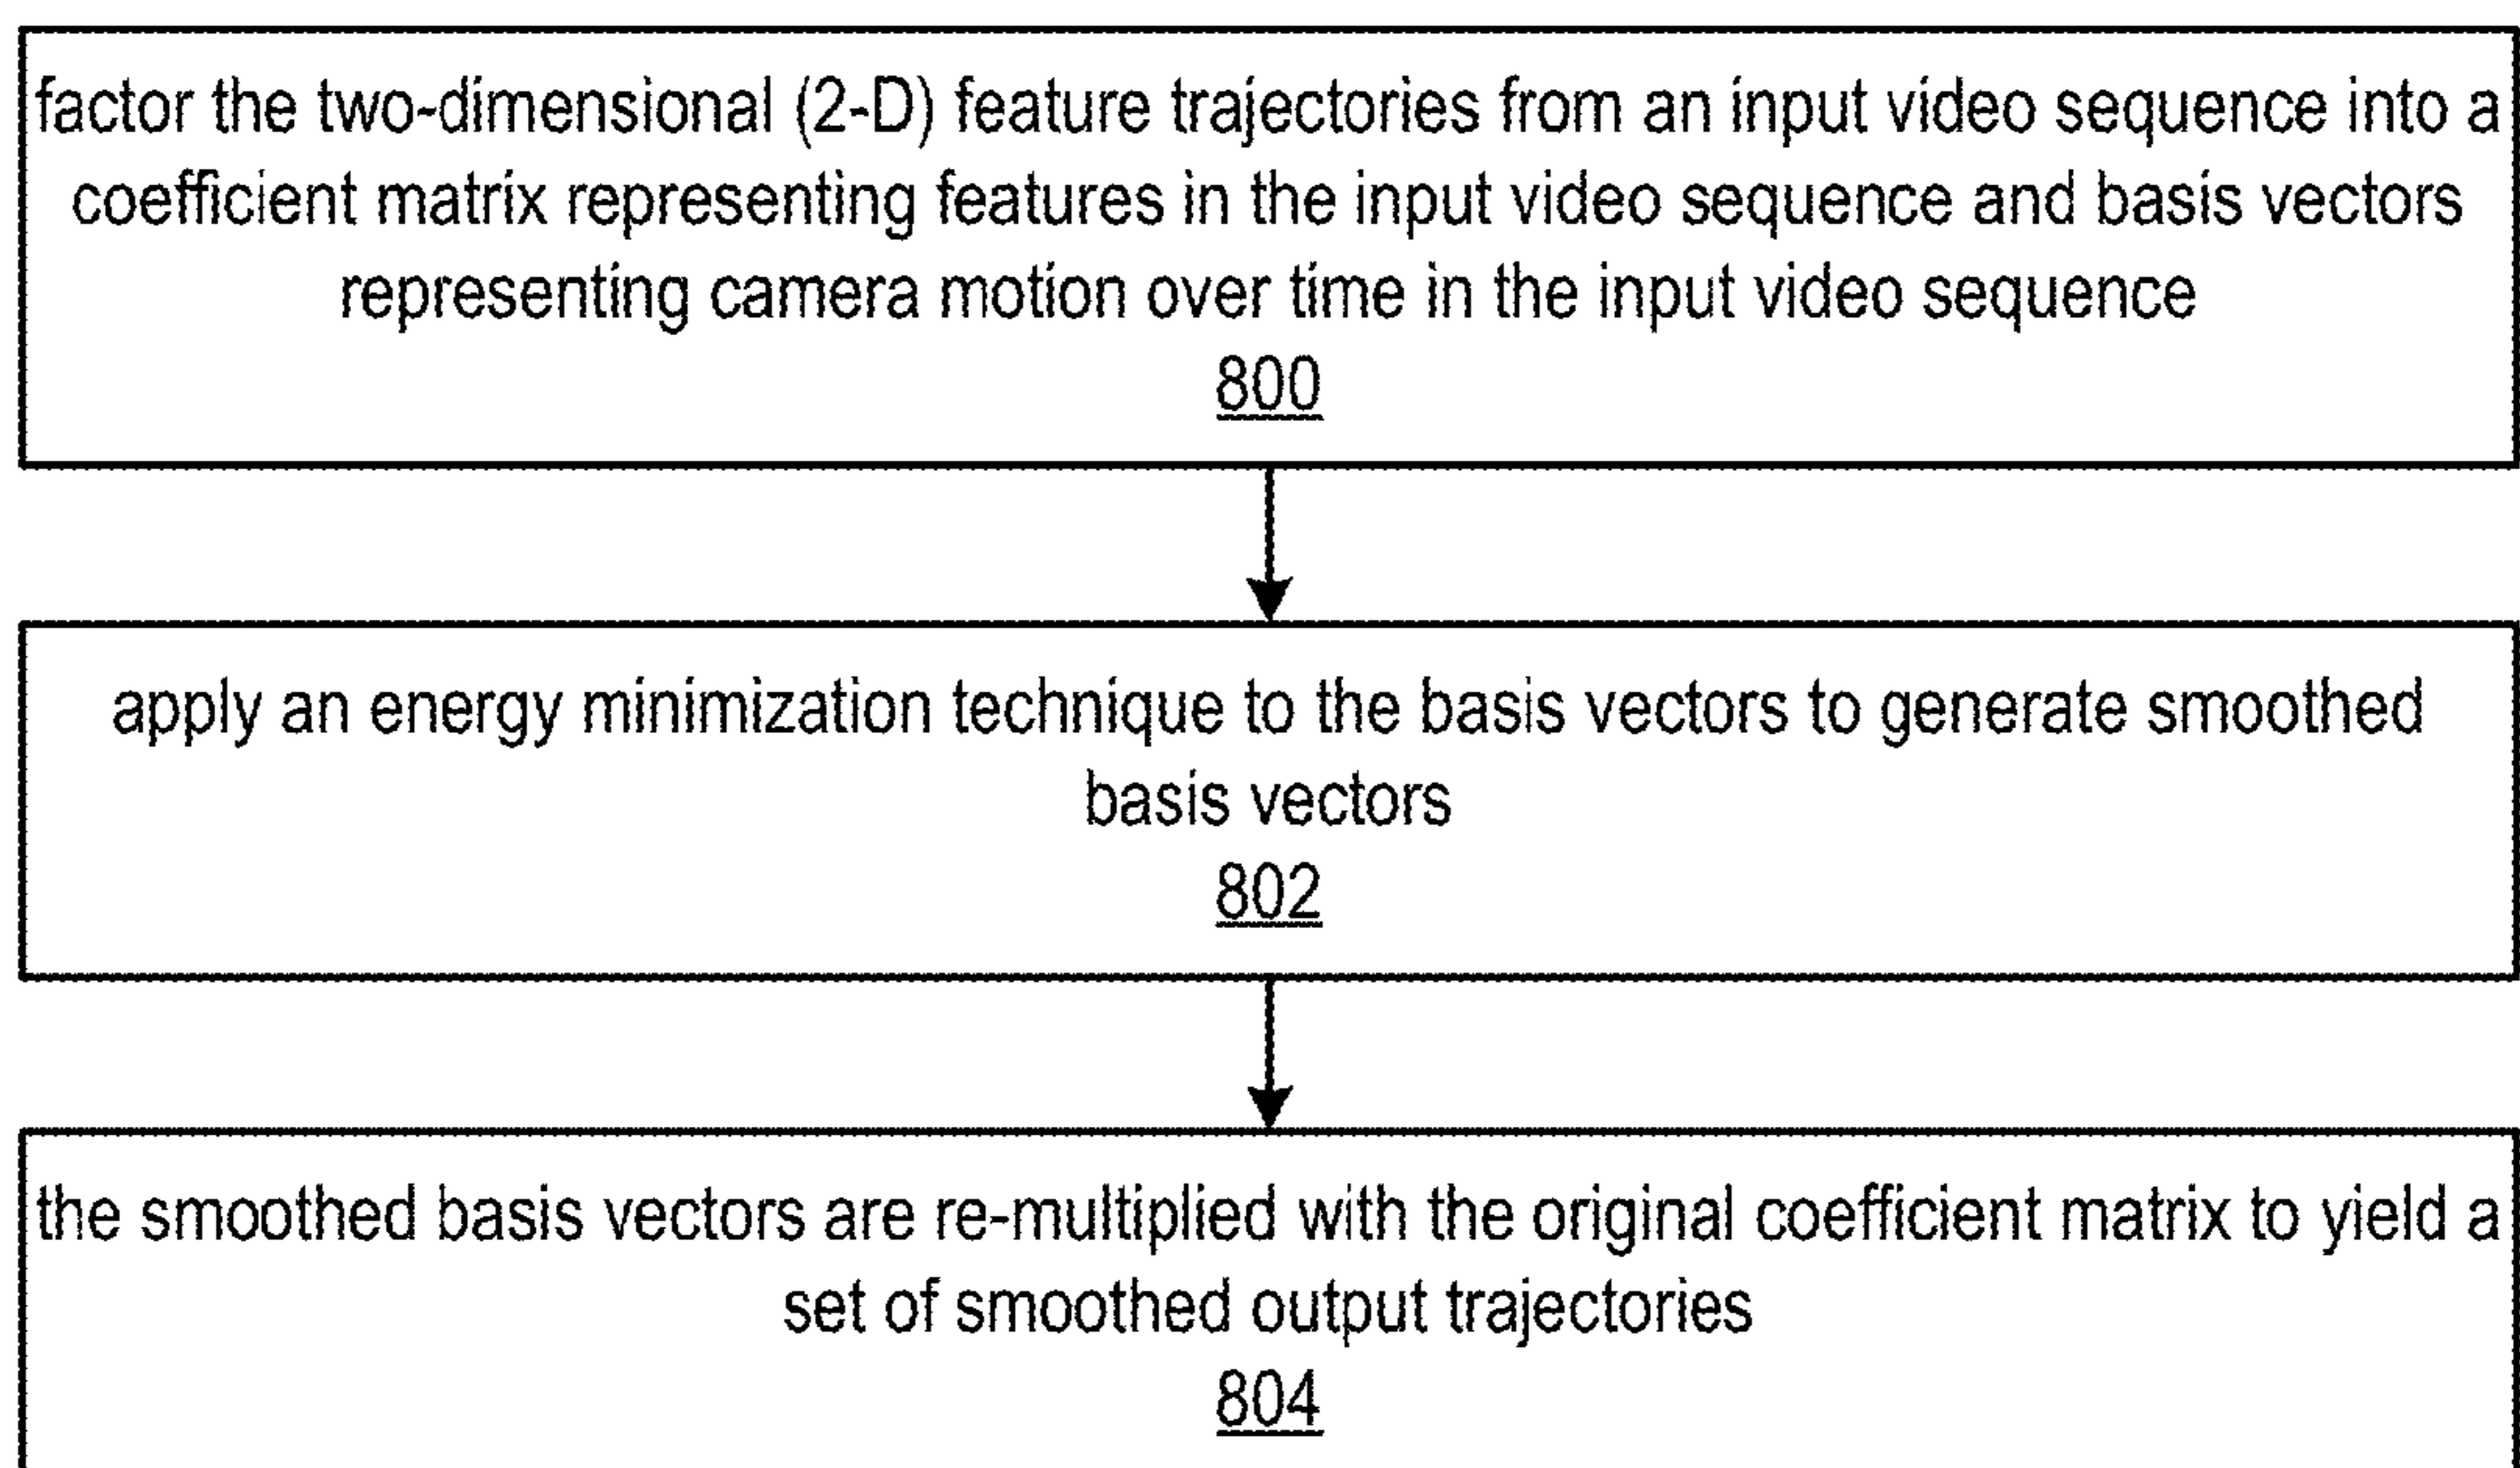 factor the two-dimensional (2-D) feature trajectories from an input video sequence into a
coefficient matrix representing features in the input video sequence and basis vectors
representing camera motion over time in the input video sequence
800
apply an energy minimization technique to the basis vectors to generate smoothed
basis vectors
802
the smoothed basis vectors are re-multiplied with the original coefficient matrix to yield a
set of smoothed output trajectories
804